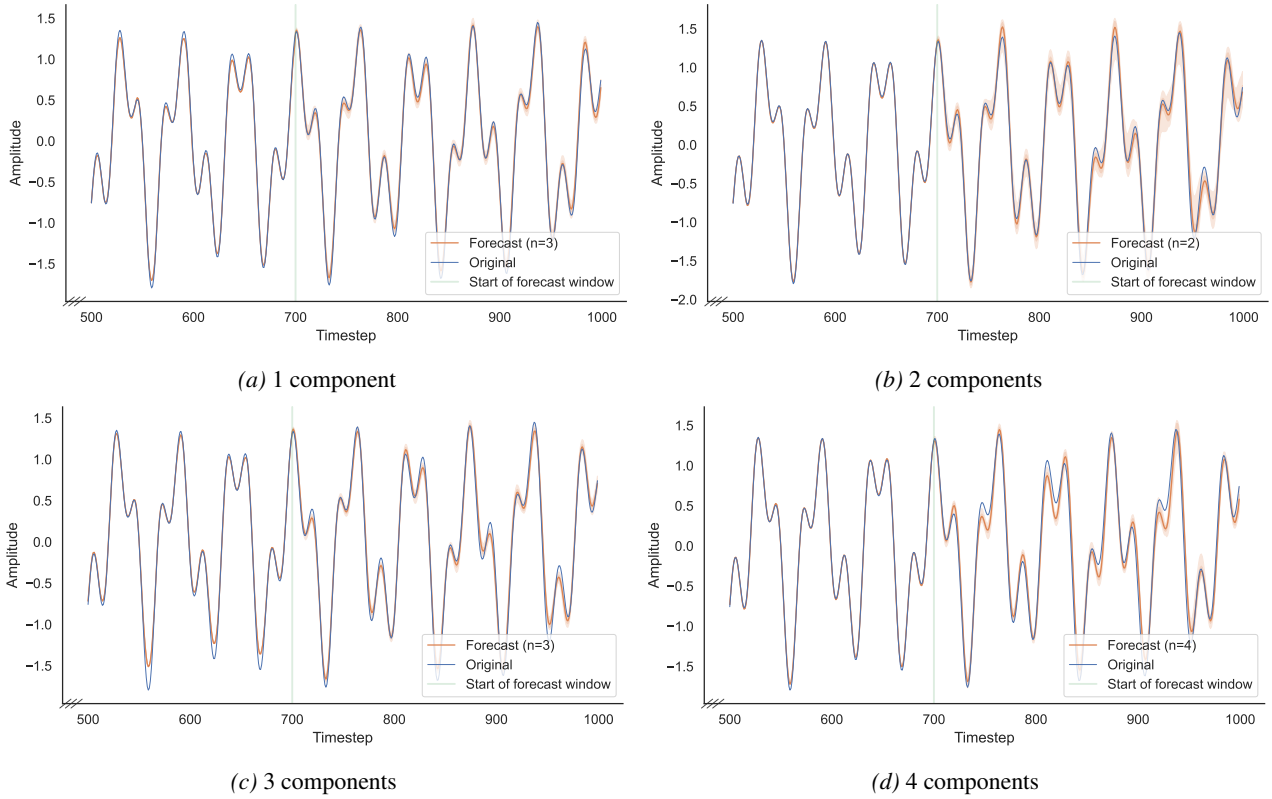 1.5
1.0
0.5
0.0
−0.5
−1.0
−1.5
Amplitude
Forecast (n=3)
Original
Start of forecast window
500 600 700 800 900 1000
Timestep
(a) 1 component
1.5
1.0
0.5
0.0
−0.5
−1.0
−1.5
−2.0
Amplitude
Forecast (n=2)
Original
Start of forecast window
500 600 700 800 900 1000
Timestep
(b) 2 components
1.5
1.0
0.5
0.0
−0.5
−1.0
−1.5
Amplitude
Forecast (n=3)
Original
Start of forecast window
500 600 700 800 900 1000
Timestep
(c) 3 components
1.5
1.0
0.5
0.0
−0.5
−1.0
−1.5
Amplitude
Forecast (n=4)
Original
Start of forecast window
500 600 700 800 900 1000
Timestep
(d) 4 components